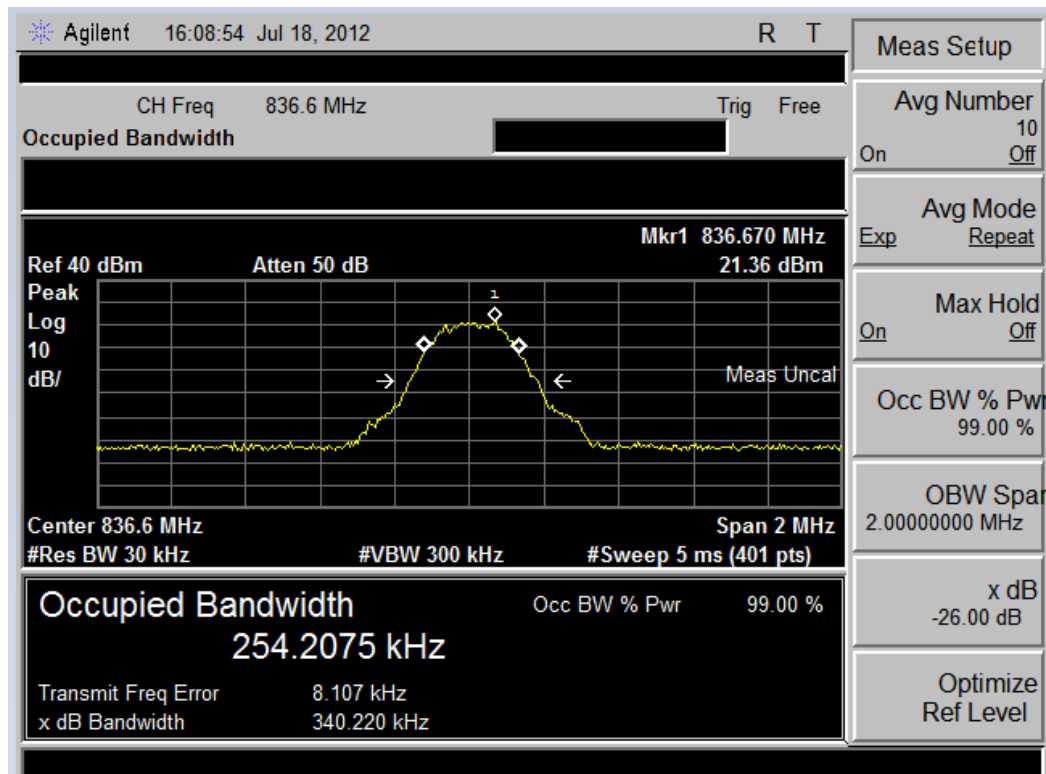 Agilent 16:08:54 Jul 18, 2012 R T
Meas Setup
CH Freq 836.6 MHz Trig Free
Occupied Bandwidth
Avg Number
10
On Off
Avg Mode
Exp Repeat
Mkr1 836.670 MHz
Ref 40 dBm Atten 50 dB 21.36 dBm
Peak
Log
10
dB/
1
Meas Uncal
Max Hold
On Off
Occ BW % Pwr
99.00 %
Center 836.6 MHz Span 2 MHz
#Res BW 30 kHz #VBW 300 kHz #Sweep 5 ms (401 pts)
OBW Spar
2.00000000 MHz
Occupied Bandwidth Occ BW % Pwr 99.00 %
254.2075 kHz
Transmit Freq Error 8.107 kHz
x dB Bandwidth 340.220 kHz
x dB
-26.00 dB
Optimize
Ref Level